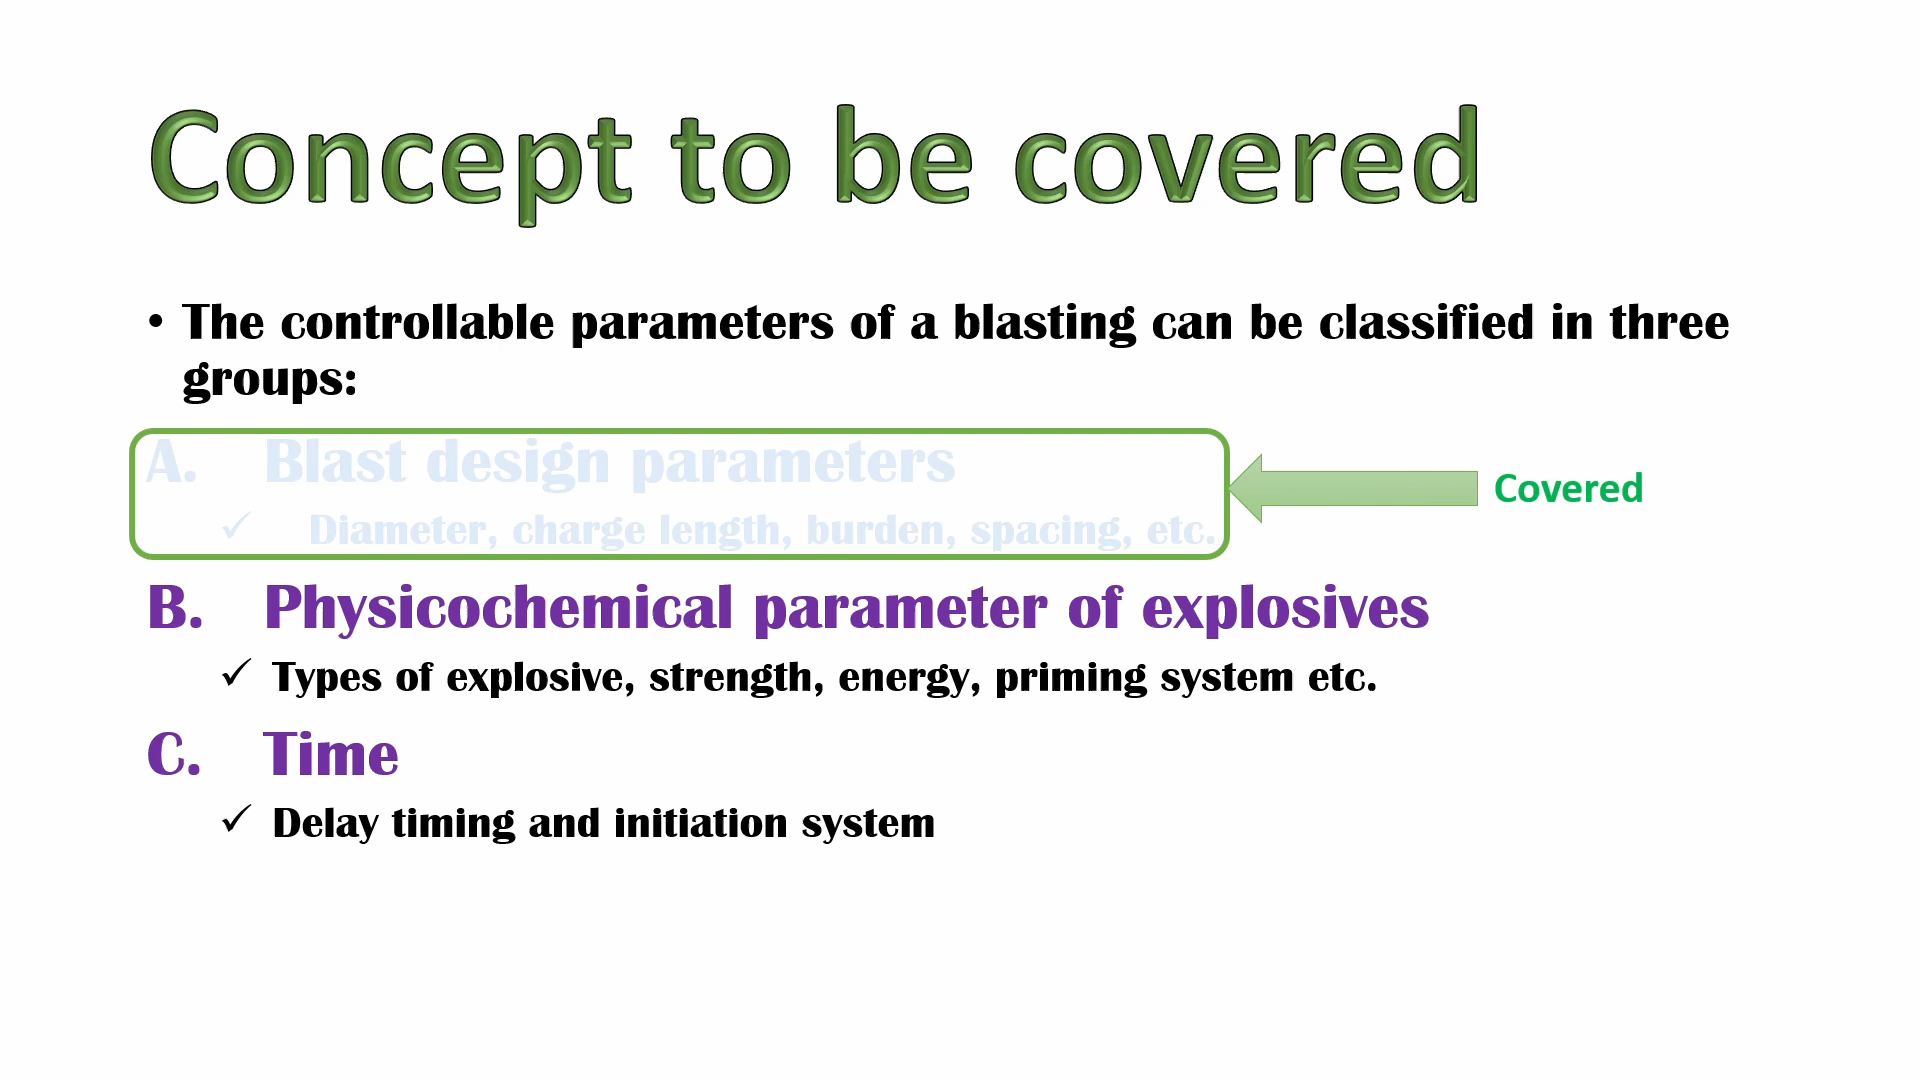 Concept to be covered
• The controllable parameters of a blasting can be classified in three
groups:
A. Blast design parameters
✓ Diameter, charge length, burden, spacing, etc.
Covered
B. Physicochemical parameter of explosives
✓ Types of explosive, strength, energy, priming system etc.
C. Time
✓ Delay timing and initiation system